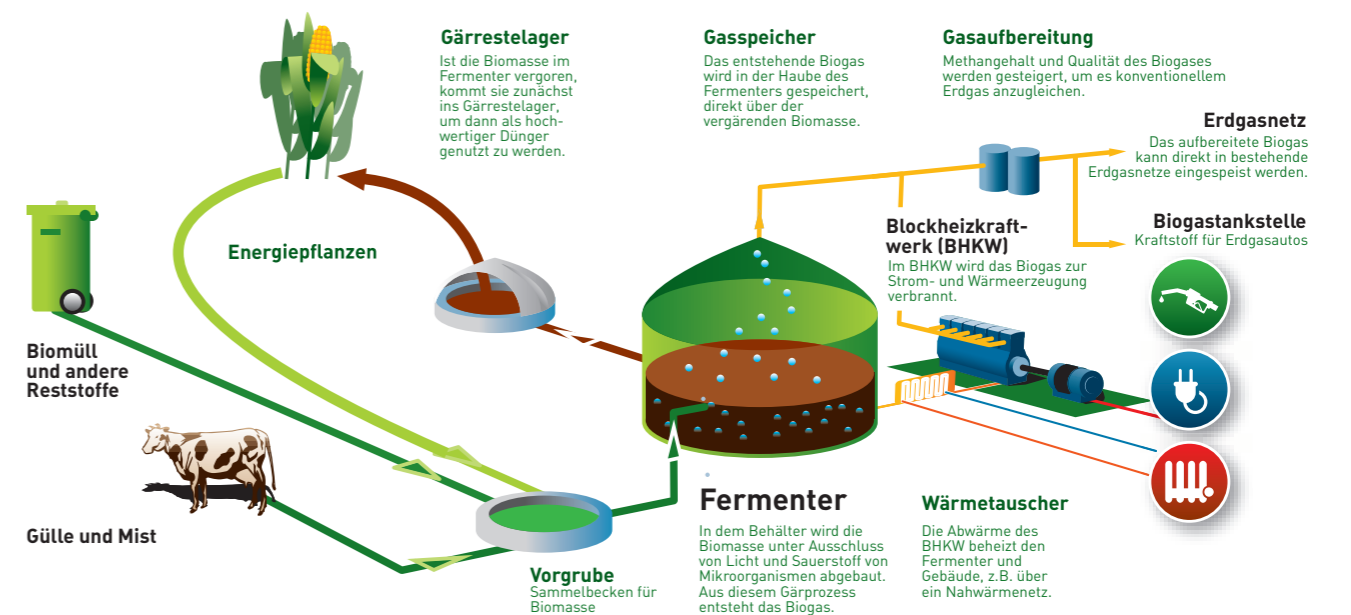 Gärrestelager
Ist die Biomasse im
Fermenter vergoren,
kommt sie zunächst
ins Gärrestelager,
um dann als hoch-
wertiger Dünger
genutzt zu werden.
Gasspeicher
Das entstehende Biogas
wird in der Haube des
Fermenters gespeichert,
direkt über der
vergärenden Biomasse.
Gasaufbereitung
Methangehalt und Qualität des Biogases
werden gesteigert, um es konventionellem
Erdgas anzugleichen.
Erdgasnetz
Das aufbereitete Biogas
kann direkt in bestehende
Erdgasnetze eingespeist werden.
Biogastankstelle
Kraftstoff für Erdgasautos
Blockheizkraft-
werk (BHKW)
Im BHKW wird das Biogas zur
Strom- und Wärmeerzeugung
verbrannt.
Energiepflanzen
Biomüll
und andere
Reststoffe
Gülle und Mist
Vorgrube
Sammelbecken für
Biomasse
Fermenter
In dem Behälter wird die
Biomasse unter Ausschluss
von Licht und Sauerstoff von
Mikroorganismen abgebaut.
Aus diesem Gärprozess
entsteht das Biogas.
Wärmetauscher
Die Abwärme des
BHKW beheizt den
Fermenter und
Gebäude, z.B. über
ein Nahwärmenetz.